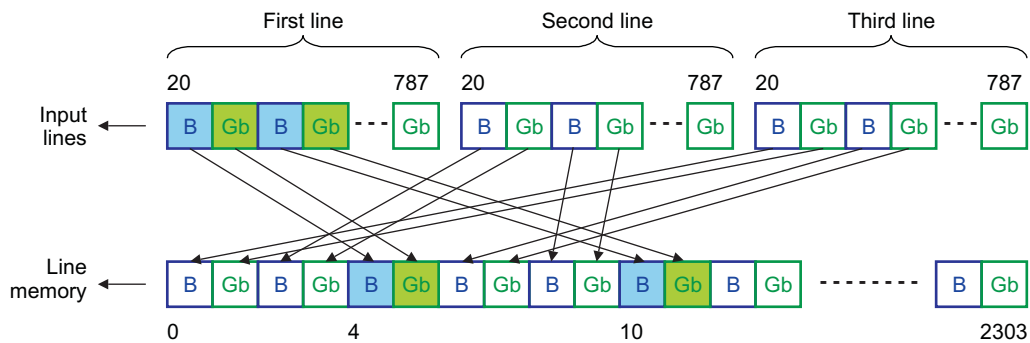 First line Second line Third line
20 787 20 787 20 787
Input lines
B Gb B Gb Gb B Gb B Gb Gb B Gb B Gb Gb
Line memory
B Gb B Gb B Gb B Gb B Gb B Gb B Gb B Gb
0 4 10 2303